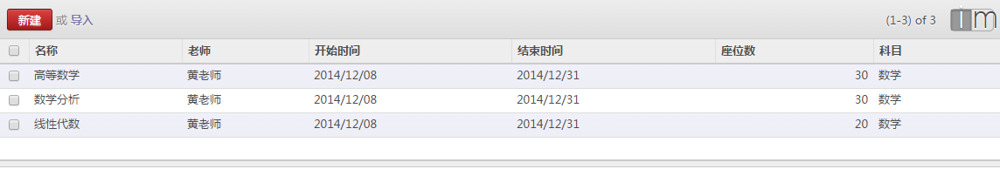 新建 或 导入 (1-3) of 3 im
名称 老师 开始时间 结束时间 座位数 科目
高等数学 黄老师 2014/12/08 2014/12/31 30 数学
数学分析 黄老师 2014/12/08 2014/12/31 30 数学
线性代数 黄老师 2014/12/08 2014/12/31 20 数学